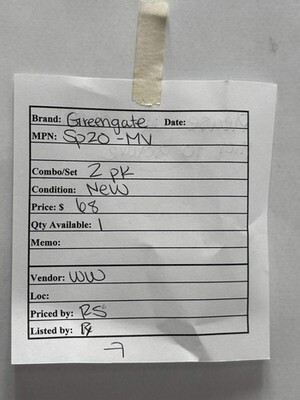 Brand: Greengate Date:
MPN: Sp20-MV
Combo/Set 2 pk
Condition: New
Price: $ 68
Qty Available: 1
Memo:
Vendor: WW
Loc:
Priced by: RS
Listed by:
7